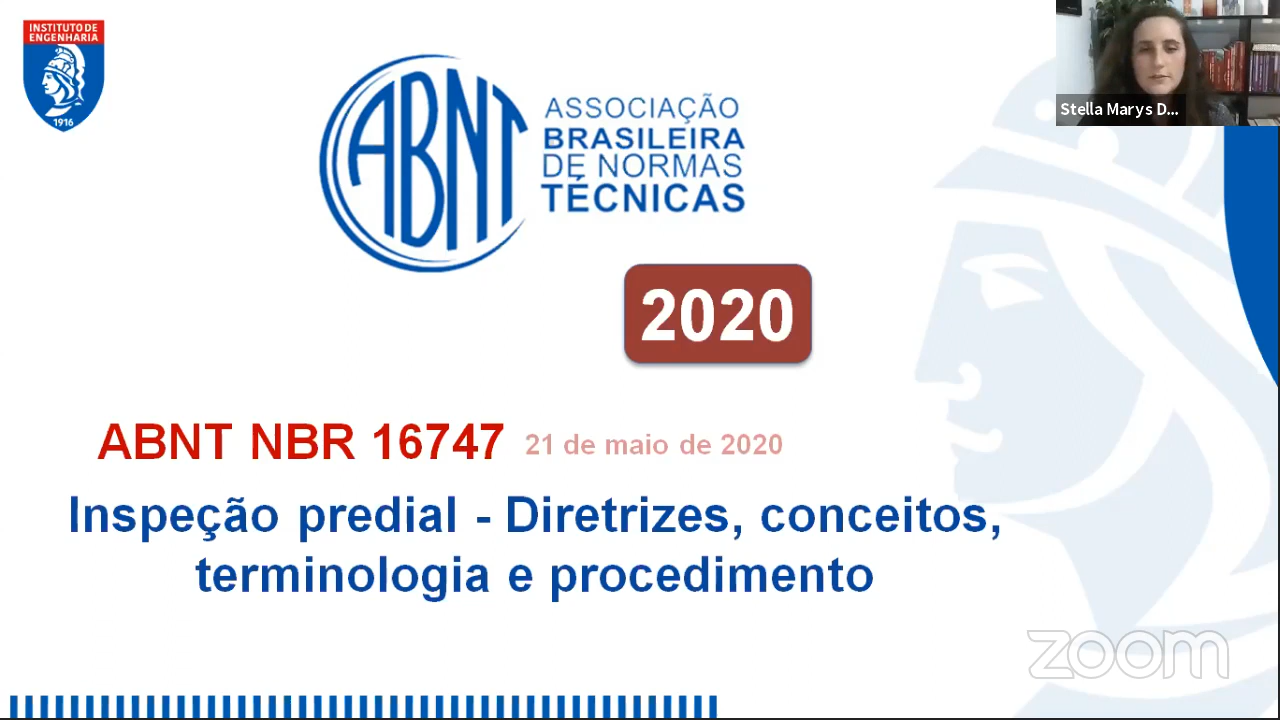 INSTITUTO DE
ENGENHARIA
1916
ABNT
ASSOCIAÇÃO
BRASILEIRA
DE NORMAS
TÉCNICAS
Stella Marys D...
2020
ABNT NBR 16747 21 de maio de 2020
Inspeção predial - Diretrizes, conceitos,
terminologia e procedimento
zoom